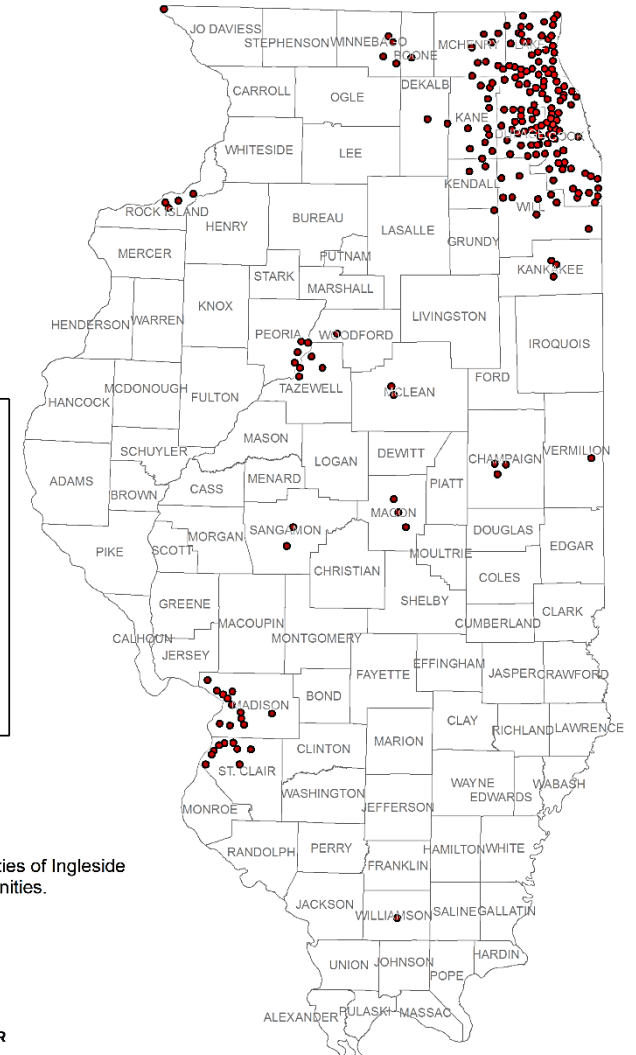 JO DAVIESS
STEPHENSON
WINNEBAGO
BOONE
MCHENRY
LAKE
CARROLL
OGLE
DEKALB
KANE
DUPAGE
COOK
WHITESIDE
LEE
KENDALL
WILL
ROCK ISLAND
HENRY
BUREAU
LASALLE
GRUNDY
MERCER
PUTNAM
KANKAKEE
STARK
MARSHALL
HENDERSON
WARREN
KNOX
PEORIA
WOODFORD
LIVINGSTON
IROQUOIS
FORD
HANCOCK
MCDONOUGH
FULTON
TAZEWELL
MCLEAN
MASON
SCHUYLER
LOGAN
DEWITT
CHAMPAIGN
VERMILION
ADAMS
BROWN
CASS
MENARD
PIATT
MACON
PIKE
SCOTT
MORGAN
SANGAMON
DOUGLAS
EDGAR
MOULTRIE
CHRISTIAN
COLES
SHELBY
GREENE
MACOUPIN
CUMBERLAND
CLARK
CALHOUN
MONTGOMERY
JERSEY
EFFINGHAM
FAYETTE
JASPER
CRAWFORD
MADISON
BOND
CLAY
RICHLAND
LAWRENCE
CLINTON
MARION
ST. CLAIR
WASHINGTON
WAYNE
EDWARDS
WABASH
MONROE
JEFFERSON
RANDOLPH
PERRY
HAMILTON
WHITE
ties of Ingleside
nities.
FRANKLIN
JACKSON
WILLIAMSON
SALINE
GALLATIN
UNION
JOHNSON
POPE
HARDIN
ALEXANDER
PULASKI
MASSAC
R